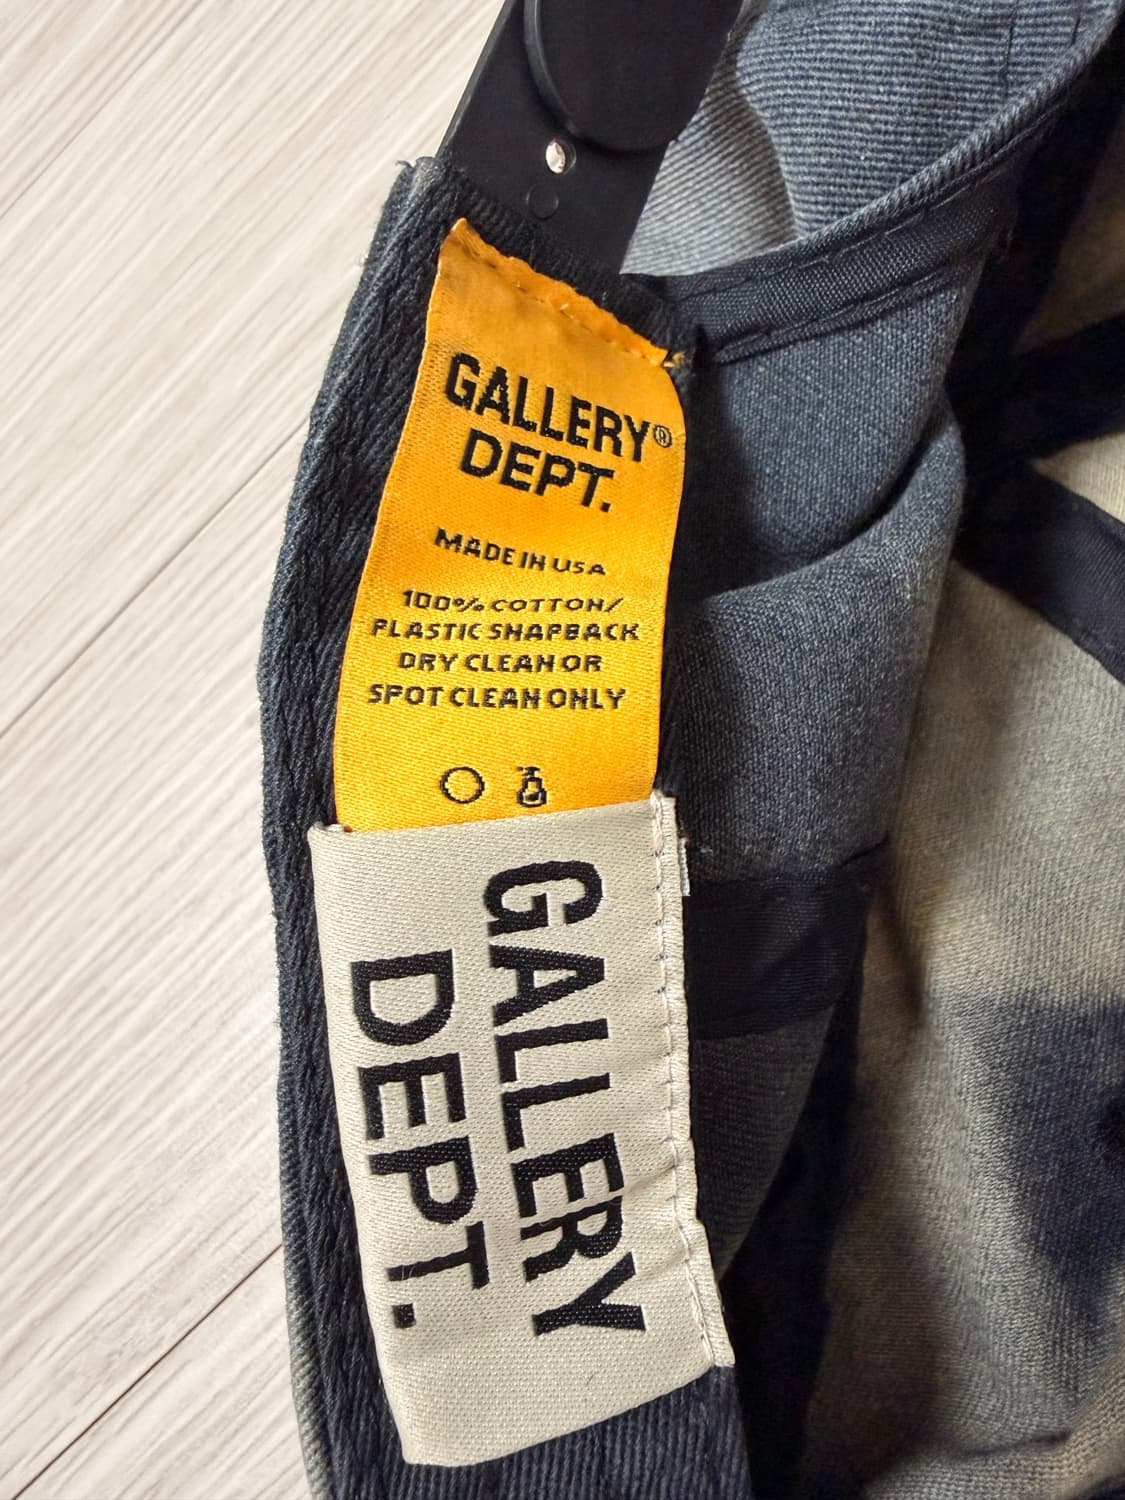 GALLERY®
DEPT.
MADE IN USA
100% COTTON/
PLASTIC SNAPBACK
DRY CLEAN OR
SPOT CLEAN ONLY
GALLERY
DEPT.